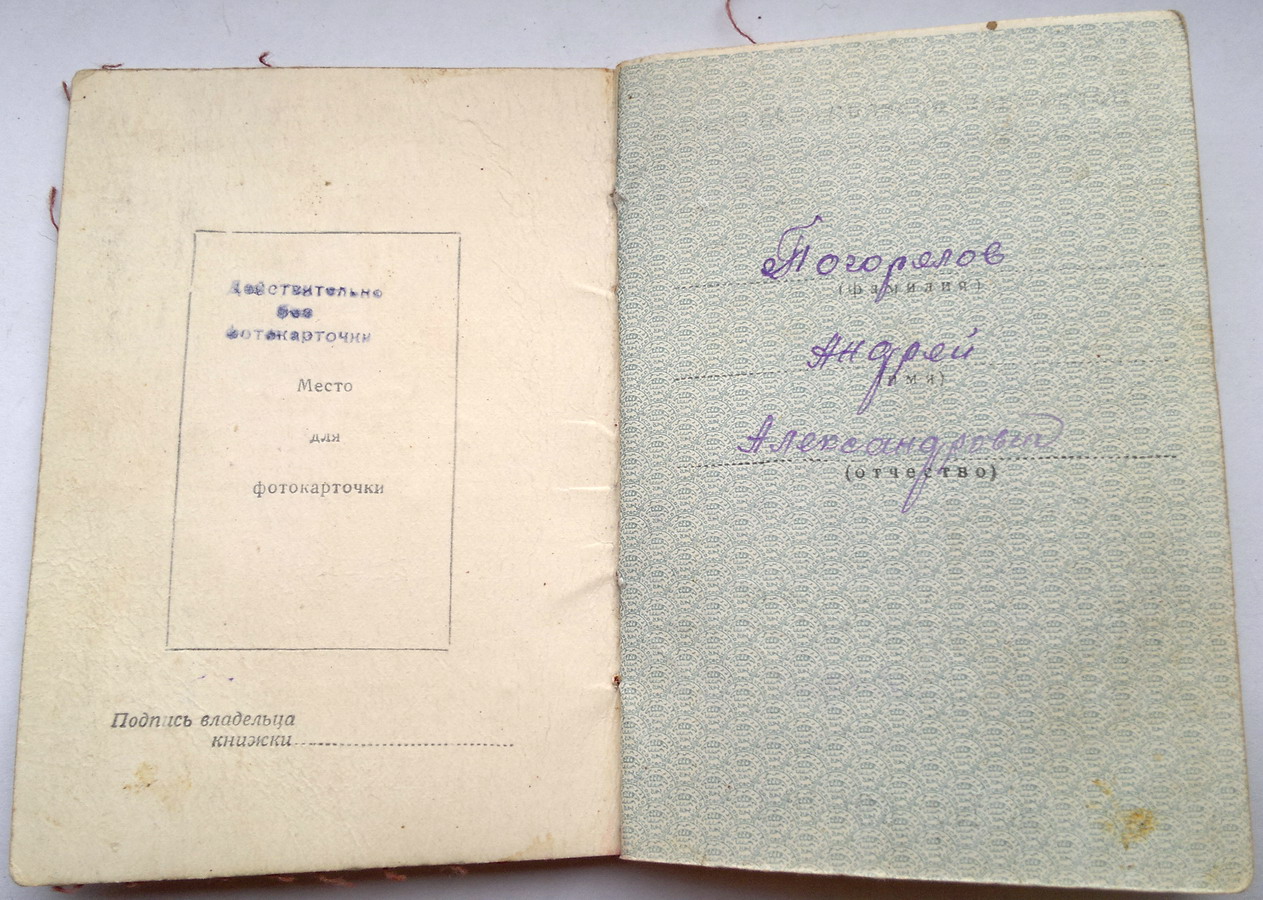 Действительно
без
фотокарточки
Место
для
фотокарточки
Подпись владельца
книжки
Погорелов
(фамилия)
Андрей
(имя)
Александрович
(отчество)